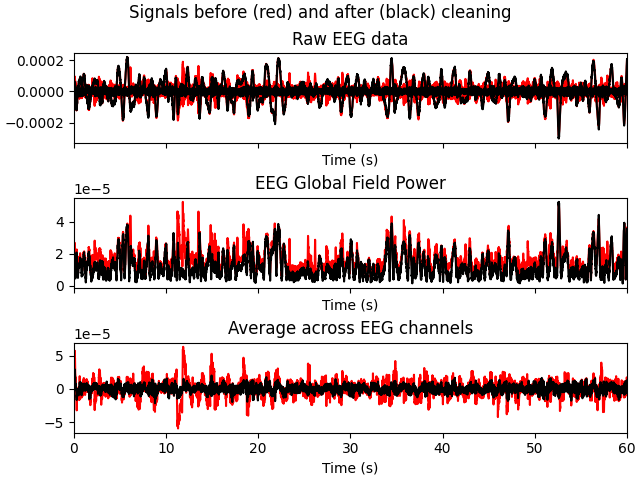 Signals before (red) and after (black) cleaning
Raw EEG data
0.0002
0.0000
−0.0002
Time (s)
EEG Global Field Power
1e−5
4
2
0
Time (s)
Average across EEG channels
1e−5
5
0
−5
0 10 20 30 40 50 60
Time (s)